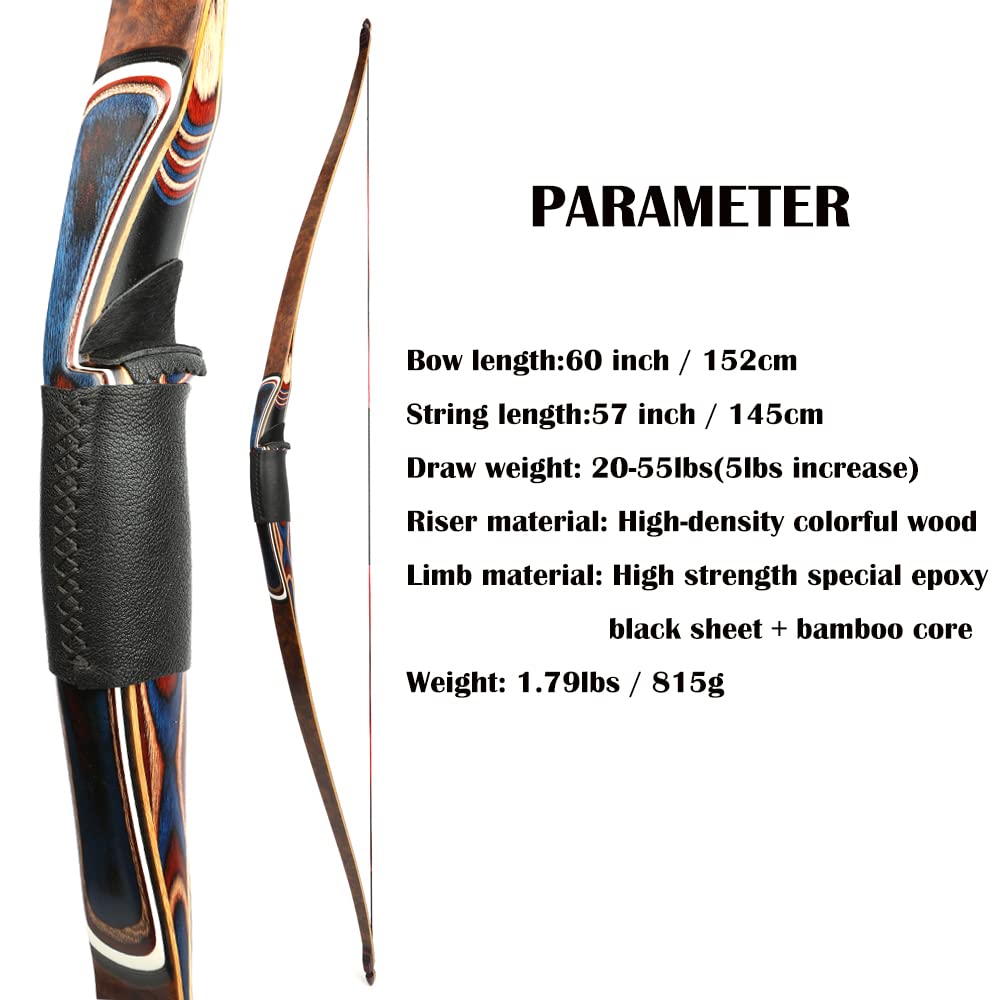 PARAMETER
Bow length:60 inch / 152cm
String length:57 inch / 145cm
Draw weight: 20-55lbs(5lbs increase)
Riser material: High-density colorful wood
Limb material: High strength special epoxy
black sheet + bamboo core
Weight: 1.79lbs / 815g